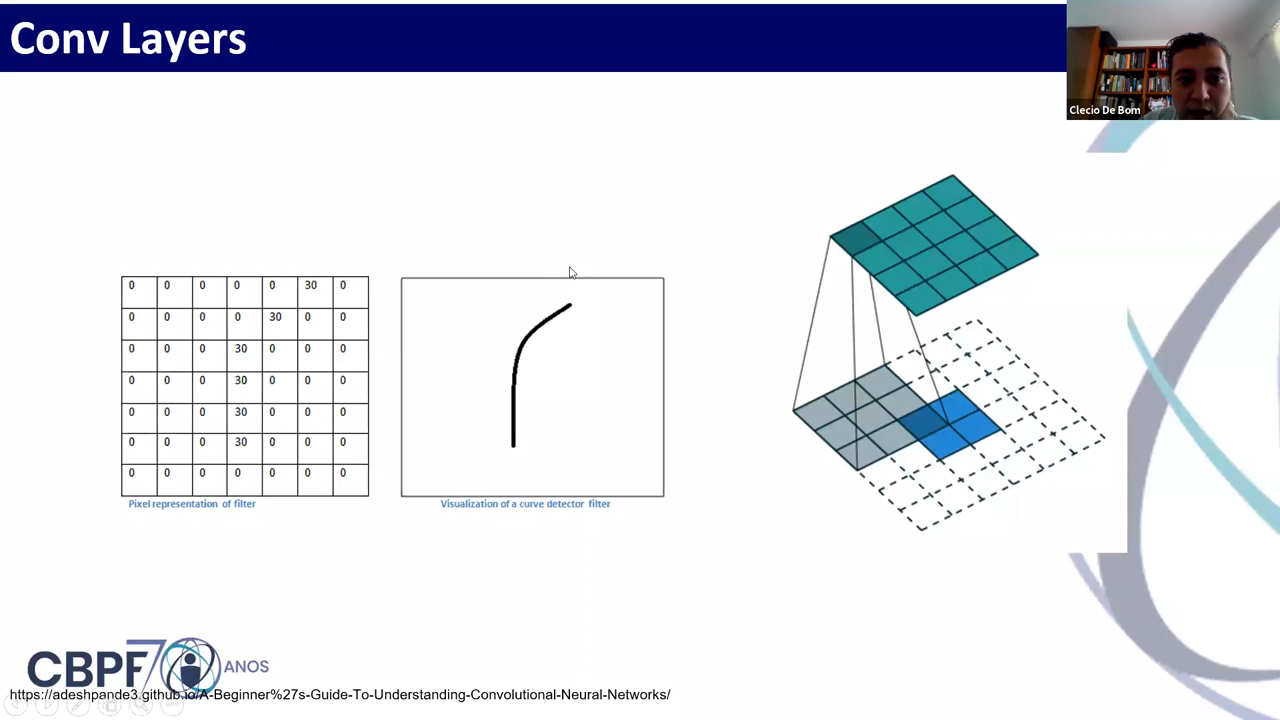 Conv Layers
Clecio De Bom
0 0 0 0 0 30 0
0 0 0 0 30 0 0
0 0 0 30 0 0 0
0 0 0 30 0 0 0
0 0 0 30 0 0 0
0 0 0 30 0 0 0
0 0 0 0 0 0 0
Pixel representation of filter
Visualization of a curve detector filter
CBPF 70 ANOS
https://adeshpande3.github.io/A-Beginner%27s-Guide-To-Understanding-Convolutional-Neural-Networks/